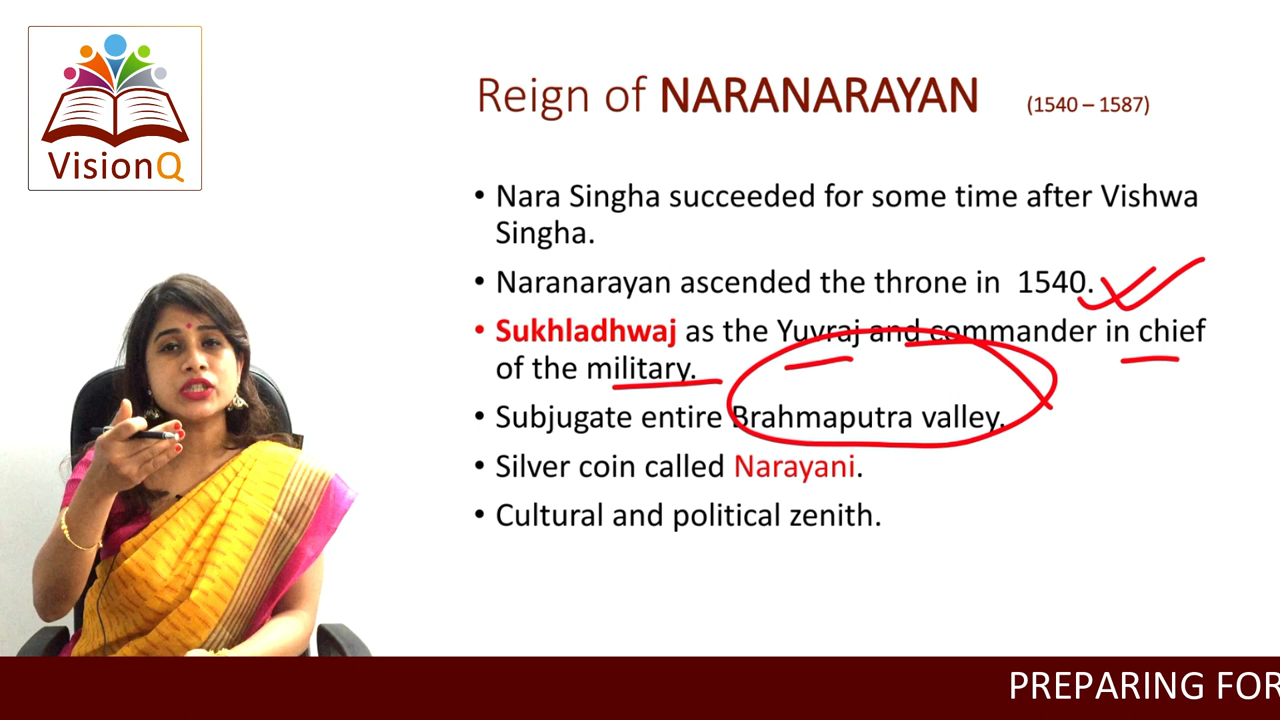 VisionQ
Reign of NARANARAYAN (1540 – 1587)
• Nara Singha succeeded for some time after Vishwa
Singha.
• Naranarayan ascended the throne in 1540.
• Sukhladhwaj as the Yuvraj and commander in chief
of the military.
• Subjugate entire Brahmaputra valley.
• Silver coin called Narayani.
• Cultural and political zenith.
PREPARING FOR